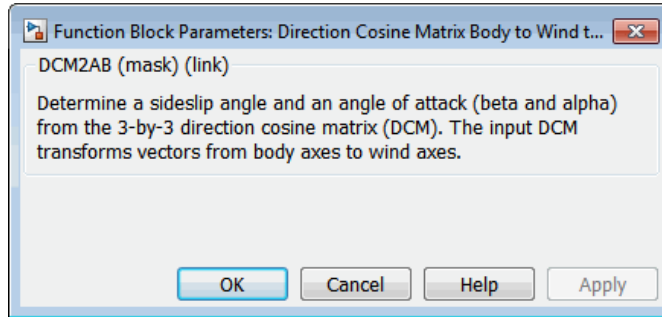 Function Block Parameters: Direction Cosine Matrix Body to Wind t...
DCM2AB (mask) (link)
Determine a sideslip angle and an angle of attack (beta and alpha)
from the 3-by-3 direction cosine matrix (DCM). The input DCM
transforms vectors from body axes to wind axes.
OK Cancel Help Apply